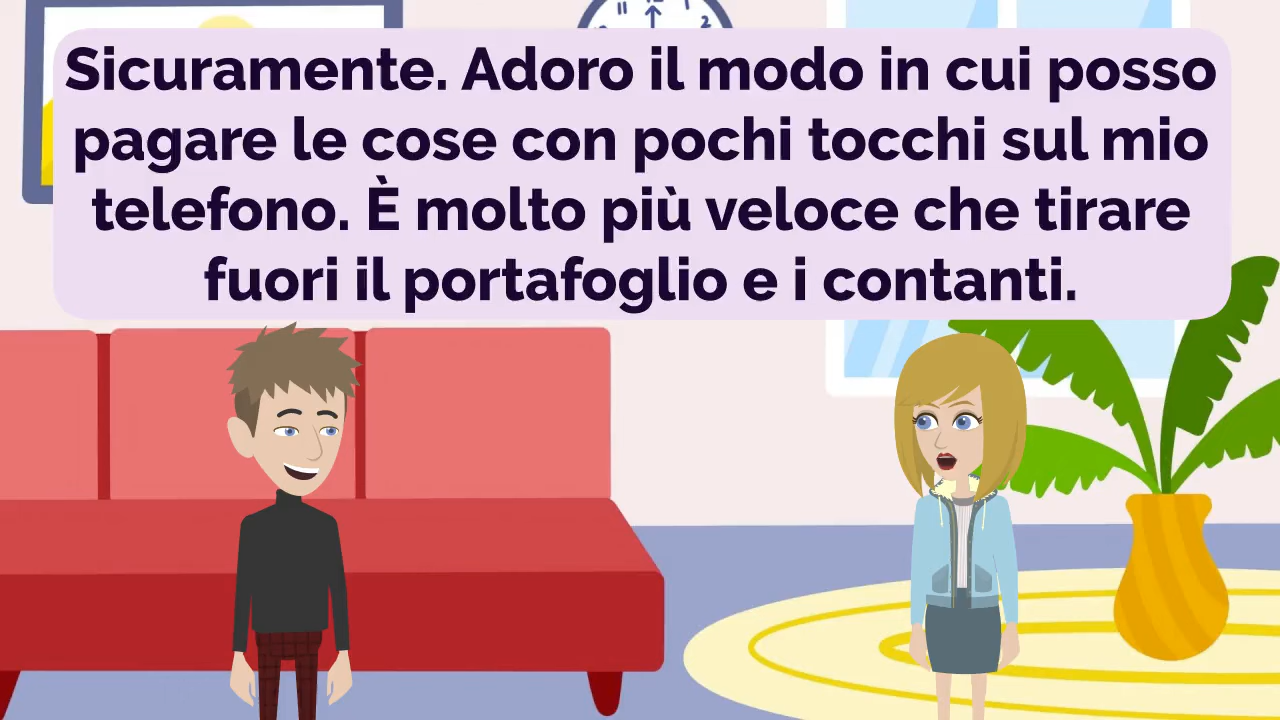 Sicuramente. Adoro il modo in cui posso
pagare le cose con pochi tocchi sul mio
telefono. È molto più veloce che tirare
fuori il portafoglio e i contanti.